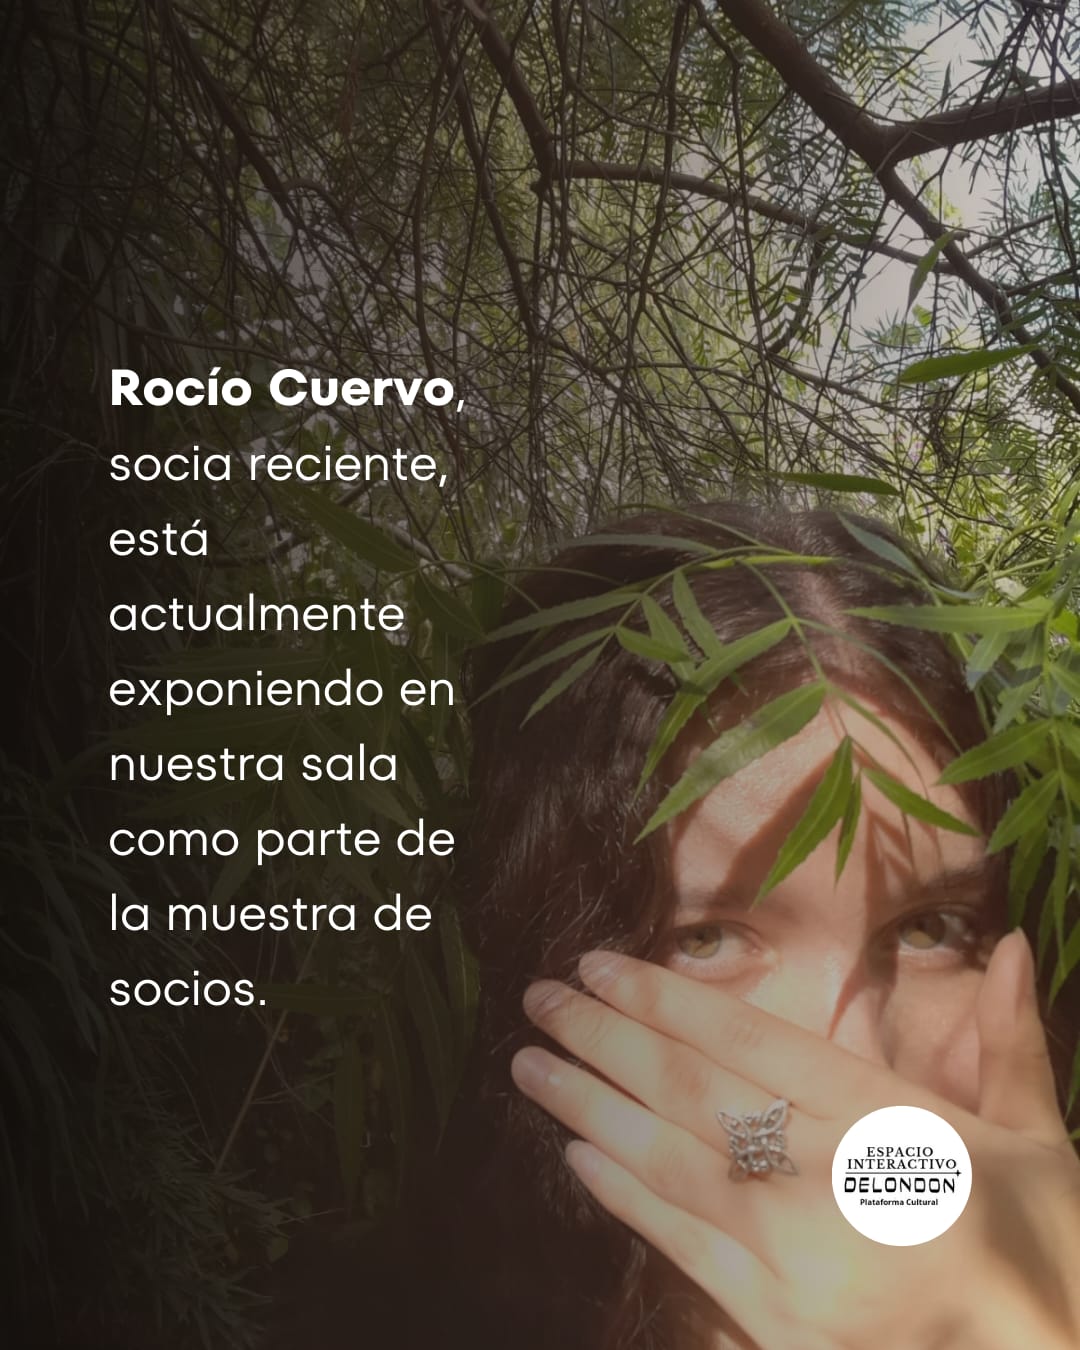 Rocío Cuervo,
socia reciente,
está
actualmente
exponiendo en
nuestra sala
como parte de
la muestra de
socios.
ESPACIO
INTERACTIVO
DELONDON
Plataforma Cultural